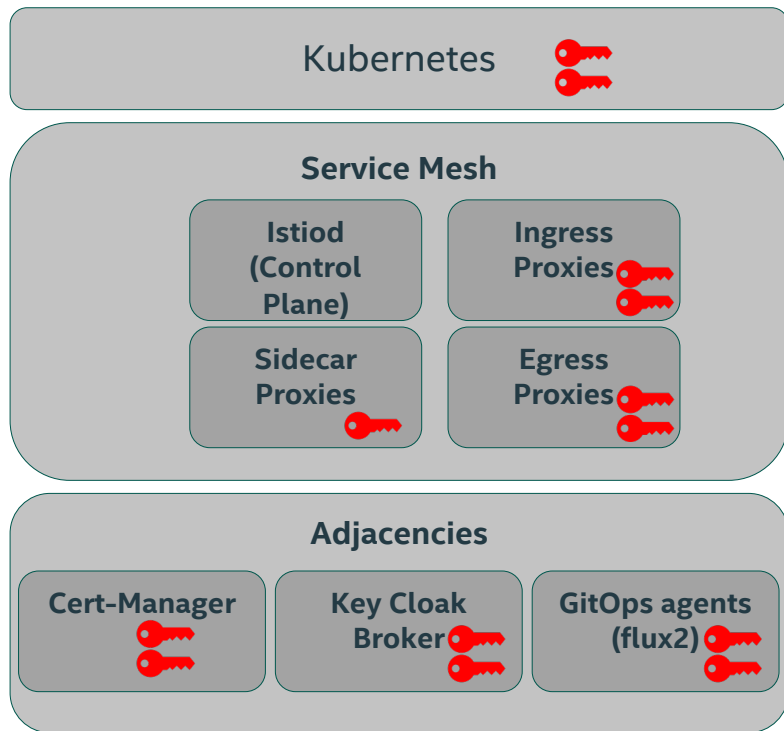 Kubernetes
Service Mesh
Istiod
(Control
Plane)
Ingress
Proxies
Sidecar
Proxies
Egress
Proxies
Adjacencies
Cert-Manager
Key Cloak
Broker
GitOps agents
(flux2)